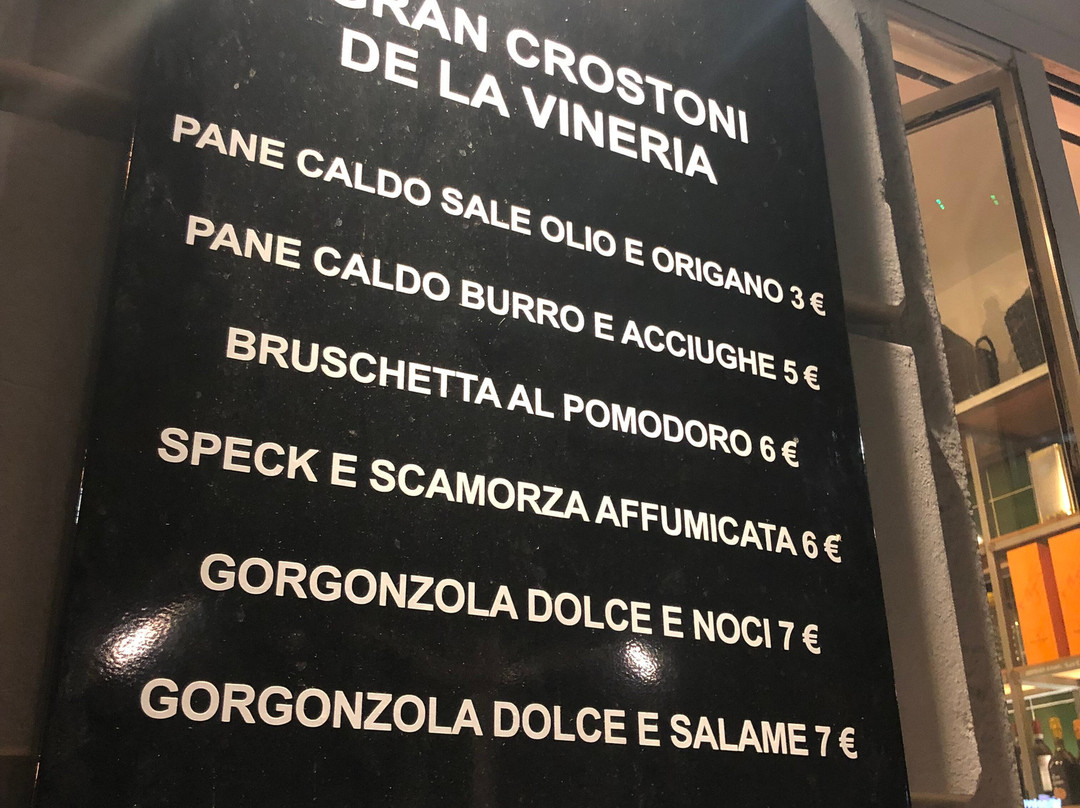 GRAN CROSTONI
DE LA VINERIA
PANE CALDO SALE OLIO E ORIGANO 3 €
PANE CALDO BURRO E ACCIUGHE 5 €
BRUSCHETTA AL POMODORO 6 €
SPECK E SCAMORZA AFFUMICATA 6 €
GORGONZOLA DOLCE E NOCI 7 €
GORGONZOLA DOLCE E SALAME 7 €